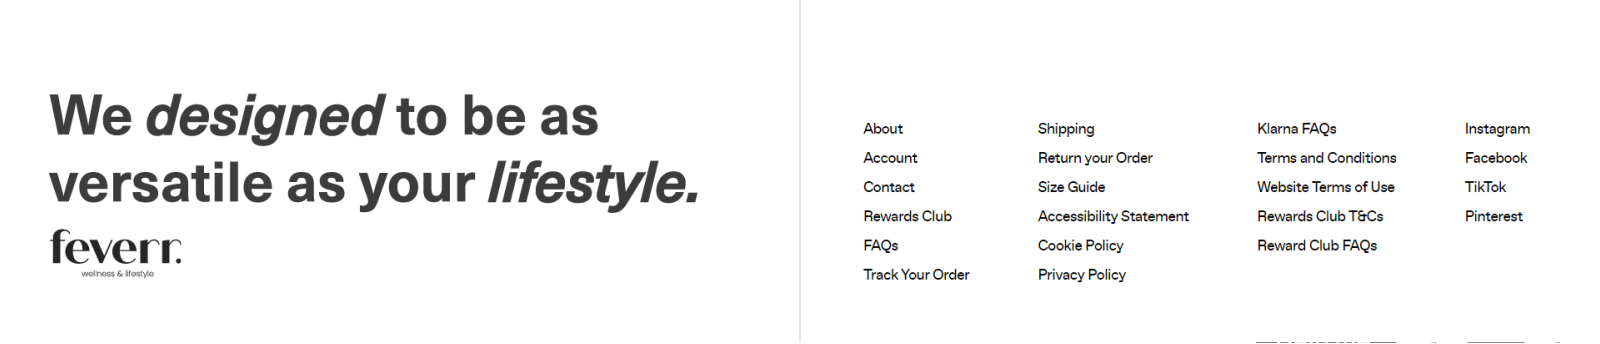 We designed to be as
versatile as your lifestyle.
feverr.
wellness & lifestyle
About
Account
Contact
Rewards Club
FAQs
Track Your Order
Shipping
Return your Order
Size Guide
Accessibility Statement
Cookie Policy
Privacy Policy
Klarna FAQs
Terms and Conditions
Website Terms of Use
Rewards Club T&Cs
Reward Club FAQs
Instagram
Facebook
TikTok
Pinterest